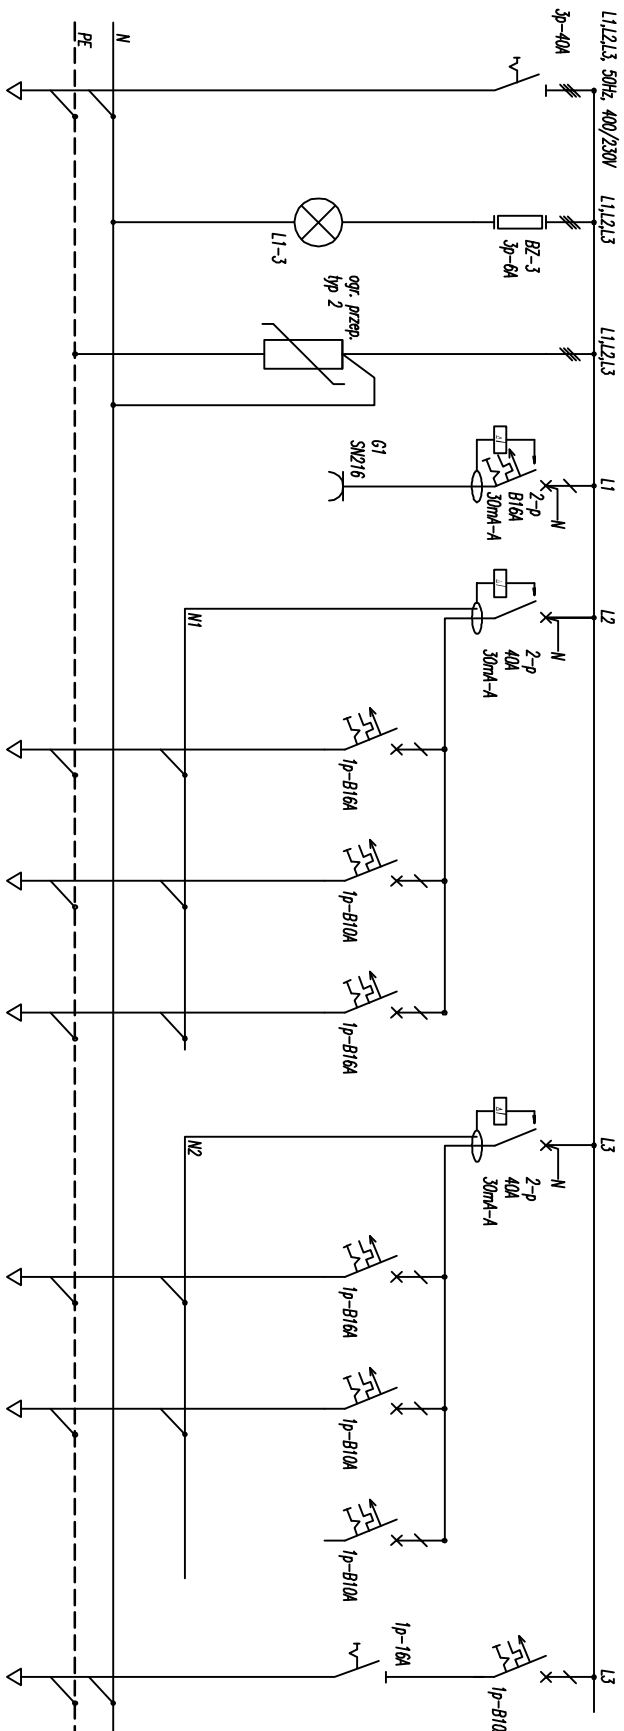 L1,L2,L3, 50Hz, 400/230V
3p-40A
N
PE
L1,L2,L3
BZ-3
3p-6A
L1-3
L1,L2,L3
ogr. przep.
typ 2
L1
N
2-p
B16A
30mA-A
G1
SN216
L2
N
2-p
40A
30mA-A
N1
1p-B16A
1p-B10A
1p-B16A
L3
N
2-p
40A
30mA-A
N2
1p-B16A
1p-B10A
1p-B10A
L3
1p-B10
1p-16A